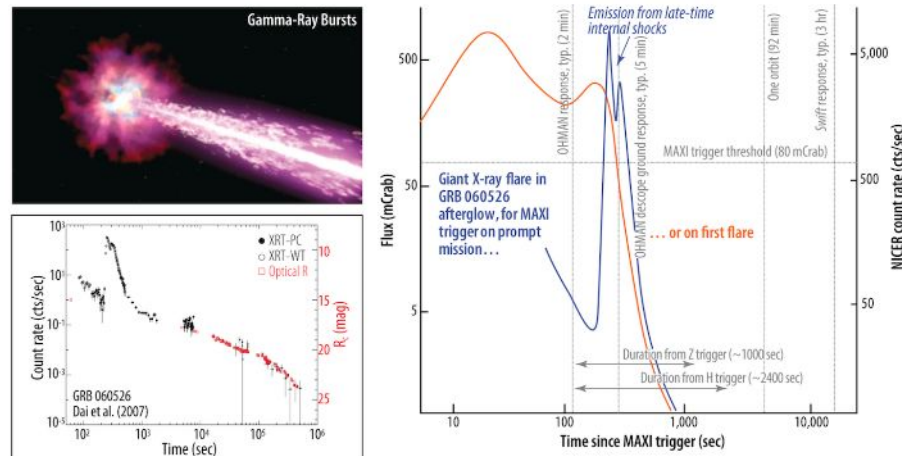 Gamma-Ray Bursts
Count rate (cts/sec)
10³
10
10⁻¹
10⁻³
10⁻⁵
XRT–PC
XRT–WT
Optical R
10
15
20
25
R_c (mag)
GRB 060526
Dai et al. (2007)
10² 10³ 10⁴ 10⁵ 10⁶
Time (sec)
Flux (mCrab)
500
50
5
Emission from late-time
internal shocks
OHMAN response, typ. (2 min)
OHMAN descope ground response, typ. (5 min)
One orbit (92 min)
Swift response, typ. (3 hr)
MAXI trigger threshold (80 mCrab)
Giant X-ray flare in
GRB 060526
afterglow, for MAXI
trigger on prompt
mission . . .
. . . or on first flare
Duration from Z trigger (~1000 sec)
Duration from H trigger (~2400 sec)
5,000
500
50
NICER count rate (cts/sec)
10 100 1,000 10,000
Time since MAXI trigger (sec)